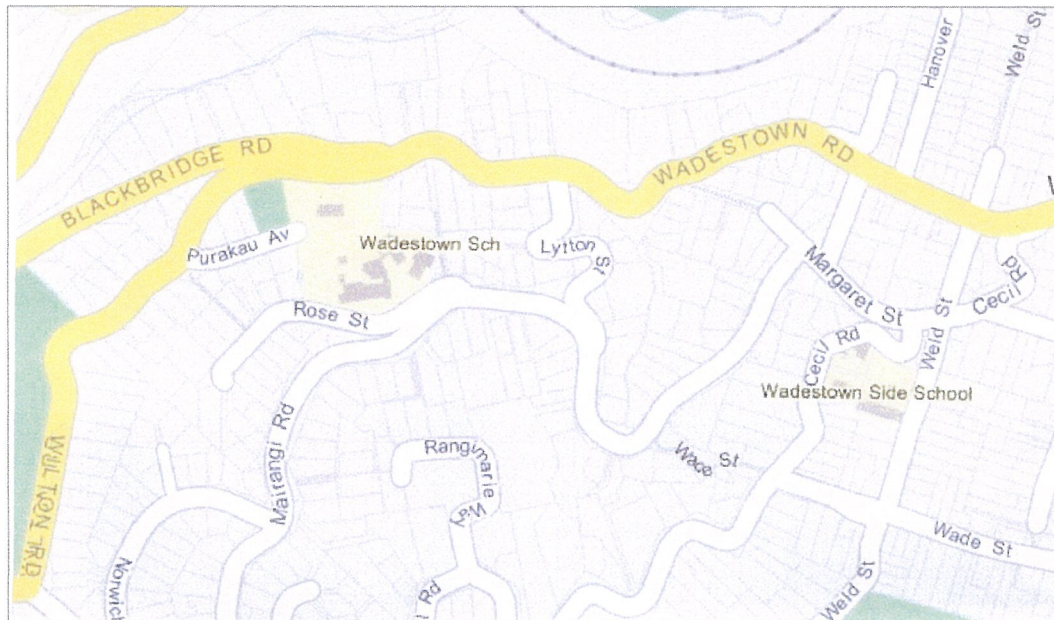 Hanover
Weld St
BLACKBRIDGE RD
WADESTOWN RD
Purakau Av
Wadestown Sch
Lytton St
Margaret St
Cecil Rd
Rose St
Weld St
Cecil Rd
Wadestown Side School
Mairangi Rd
Rangimarie Way
Wade St
WILTON RD
Wade St
Norwich
Rd
Weld St